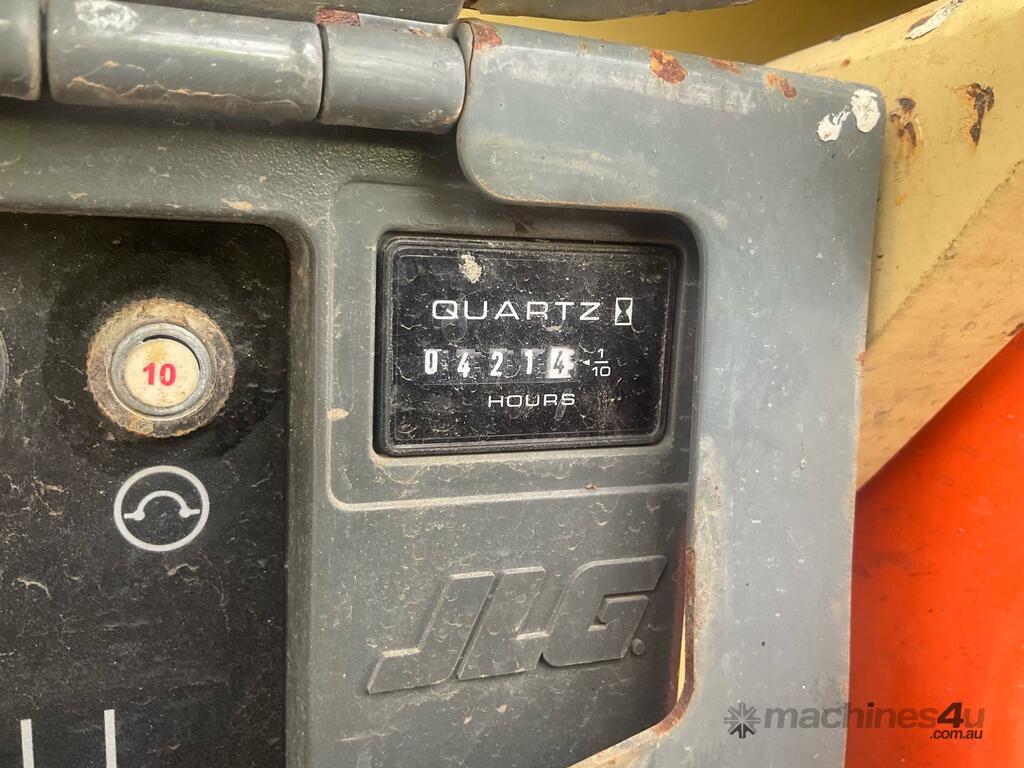 QUARTZ
04214 1/10
HOURS
10
JLG.
machines4u
.com.au